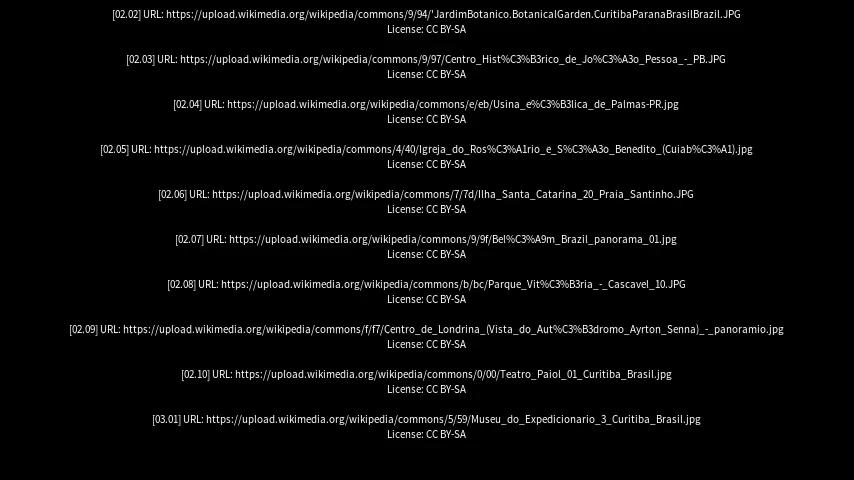 [02.02] URL: https://upload.wikimedia.org/wikipedia/commons/9/94/'JardimBotanico.BotanicalGarden.CuritibaParanaBrasilBrazil.JPG
License: CC BY-SA
[02.03] URL: https://upload.wikimedia.org/wikipedia/commons/9/97/Centro_Hist%C3%B3rico_de_Jo%C3%A3o_Pessoa_-_PB.JPG
License: CC BY-SA
[02.04] URL: https://upload.wikimedia.org/wikipedia/commons/e/eb/Usina_e%C3%B3lica_de_Palmas-PR.jpg
License: CC BY-SA
[02.05] URL: https://upload.wikimedia.org/wikipedia/commons/4/40/Igreja_do_Ros%C3%A1rio_e_S%C3%A3o_Benedito_(Cuiab%C3%A1).jpg
License: CC BY-SA
[02.06] URL: https://upload.wikimedia.org/wikipedia/commons/7/7d/Ilha_Santa_Catarina_20_Praia_Santinho.JPG
License: CC BY-SA
[02.07] URL: https://upload.wikimedia.org/wikipedia/commons/9/9f/Bel%C3%A9m_Brazil_panorama_01.jpg
License: CC BY-SA
[02.08] URL: https://upload.wikimedia.org/wikipedia/commons/b/bc/Parque_Vit%C3%B3ria_-_Cascavel_10.JPG
License: CC BY-SA
[02.09] URL: https://upload.wikimedia.org/wikipedia/commons/f/f7/Centro_de_Londrina_(Vista_do_Aut%C3%B3dromo_Ayrton_Senna)_-_panoramio.jpg
License: CC BY-SA
[02.10] URL: https://upload.wikimedia.org/wikipedia/commons/0/00/Teatro_Paiol_01_Curitiba_Brasil.jpg
License: CC BY-SA
[03.01] URL: https://upload.wikimedia.org/wikipedia/commons/5/59/Museu_do_Expedicionario_3_Curitiba_Brasil.jpg
License: CC BY-SA